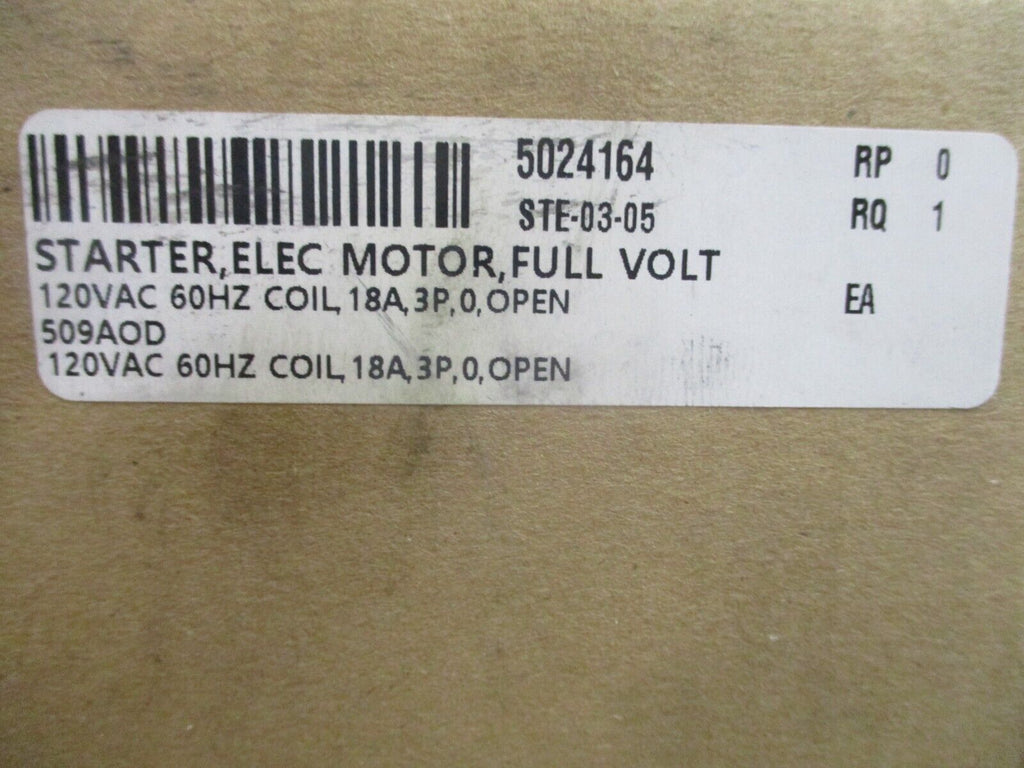 5024164 RP 0
STE-03-05 RQ 1
STARTER,ELEC MOTOR,FULL VOLT
120VAC 60HZ COIL,18A,3P,0,OPEN EA
509AOD
120VAC 60HZ COIL,18A,3P,0,OPEN